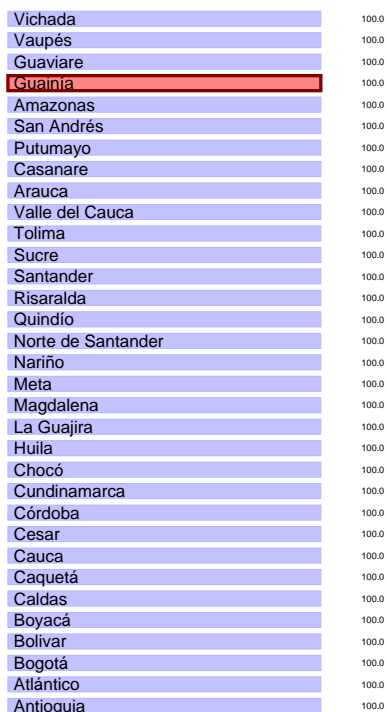 Vichada 100.0
Vaupés 100.0
Guaviare 100.0
Guainía 100.0
Amazonas 100.0
San Andrés 100.0
Putumayo 100.0
Casanare 100.0
Arauca 100.0
Valle del Cauca 100.0
Tolima 100.0
Sucre 100.0
Santander 100.0
Risaralda 100.0
Quindío 100.0
Norte de Santander 100.0
Nariño 100.0
Meta 100.0
Magdalena 100.0
La Guajira 100.0
Huila 100.0
Chocó 100.0
Cundinamarca 100.0
Córdoba 100.0
Cesar 100.0
Cauca 100.0
Caquetá 100.0
Caldas 100.0
Boyacá 100.0
Bolivar 100.0
Bogotá 100.0
Atlántico 100.0
Antioquia 100.0